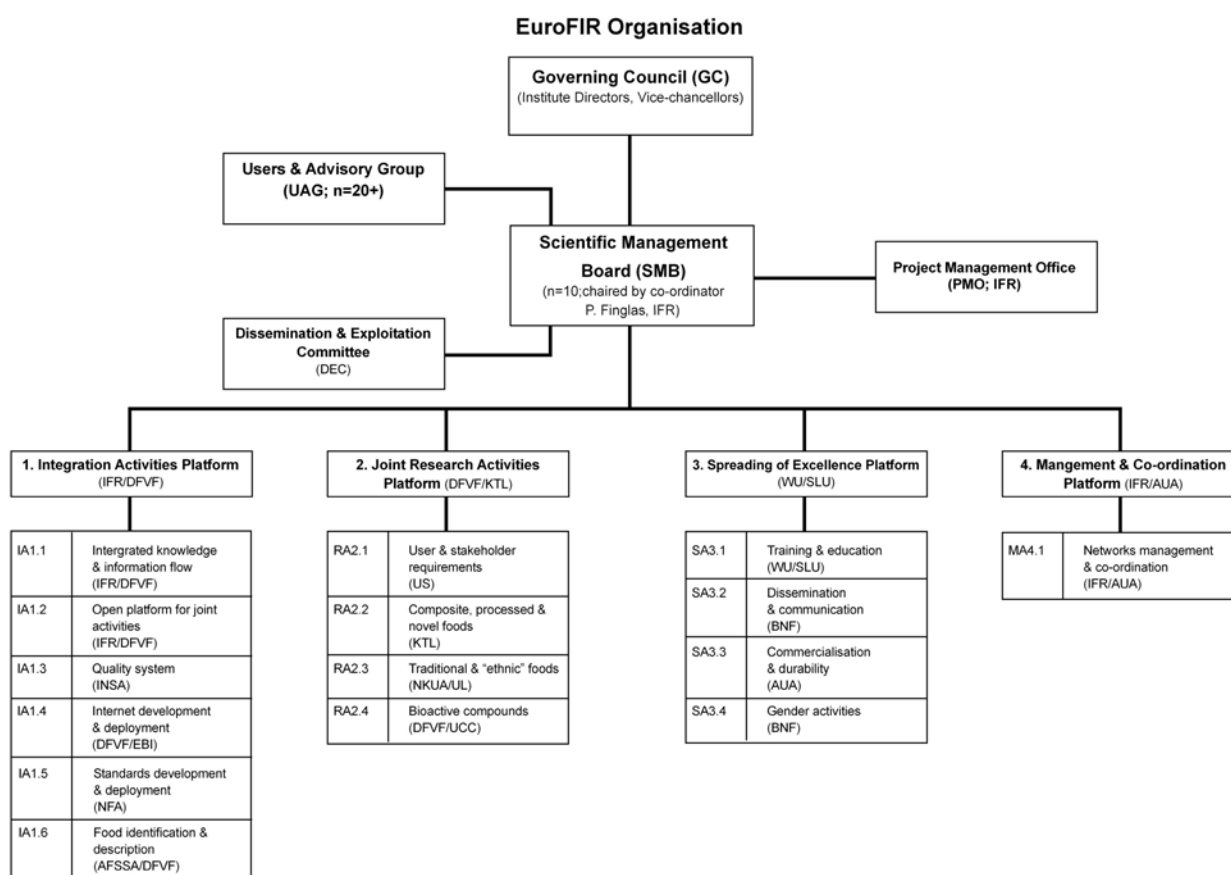 EuroFIR Organisation
Governing Council (GC)
(Institute Directors, Vice-chancellors)
Users & Advisory Group
(UAG; n=20+)
Scientific Management
Board (SMB)
(n=10;chaired by co-ordinator
P. Finglas, IFR)
Project Management Office
(PMO; IFR)
Dissemination & Exploitation
Committee
(DEC)
1. Integration Activities Platform
(IFR/DFVF)
IA1.1
Intergrated knowledge
& information flow
(IFR/DFVF)
IA1.2
Open platform for joint
activities
(IFR/DFVF)
IA1.3
Quality system
(INSA)
IA1.4
Internet development
& deployment
(DFVF/EBI)
IA1.5
Standards development
& deployment
(NFA)
IA1.6
Food identification &
description
(AFSSA/DFVF)
2. Joint Research Activities
Platform (DFVF/KTL)
RA2.1
User & stakeholder
requirements
(US)
RA2.2
Composite, processed &
novel foods
(KTL)
RA2.3
Traditional & “ethnic” foods
(NKUA/UL)
RA2.4
Bioactive compounds
(DFVF/UCC)
3. Spreading of Excellence Platform
(WU/SLU)
SA3.1
Training & education
(WU/SLU)
SA3.2
Dissemination
& communication
(BNF)
SA3.3
Commercialisation
& durability
(AUA)
SA3.4
Gender activities
(BNF)
4. Mangement & Co-ordination
Platform (IFR/AUA)
MA4.1
Networks management
& co-ordination
(IFR/AUA)